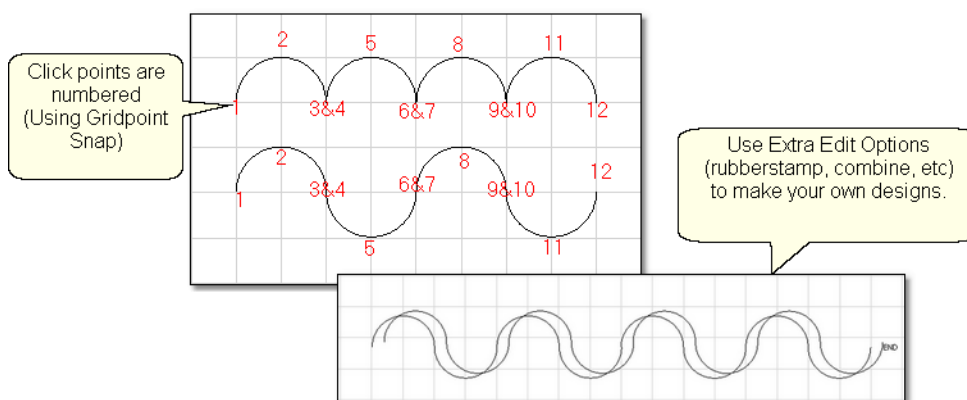 Click points are
numbered
(Using Gridpoint
Snap)
2 5 8 11
1 3&4 6&7 9&10 12
2 8 12
1 3&4 6&7 9&10
5 11
Use Extra Edit Options
(rubberstamp, combine, etc)
to make your own designs.
END